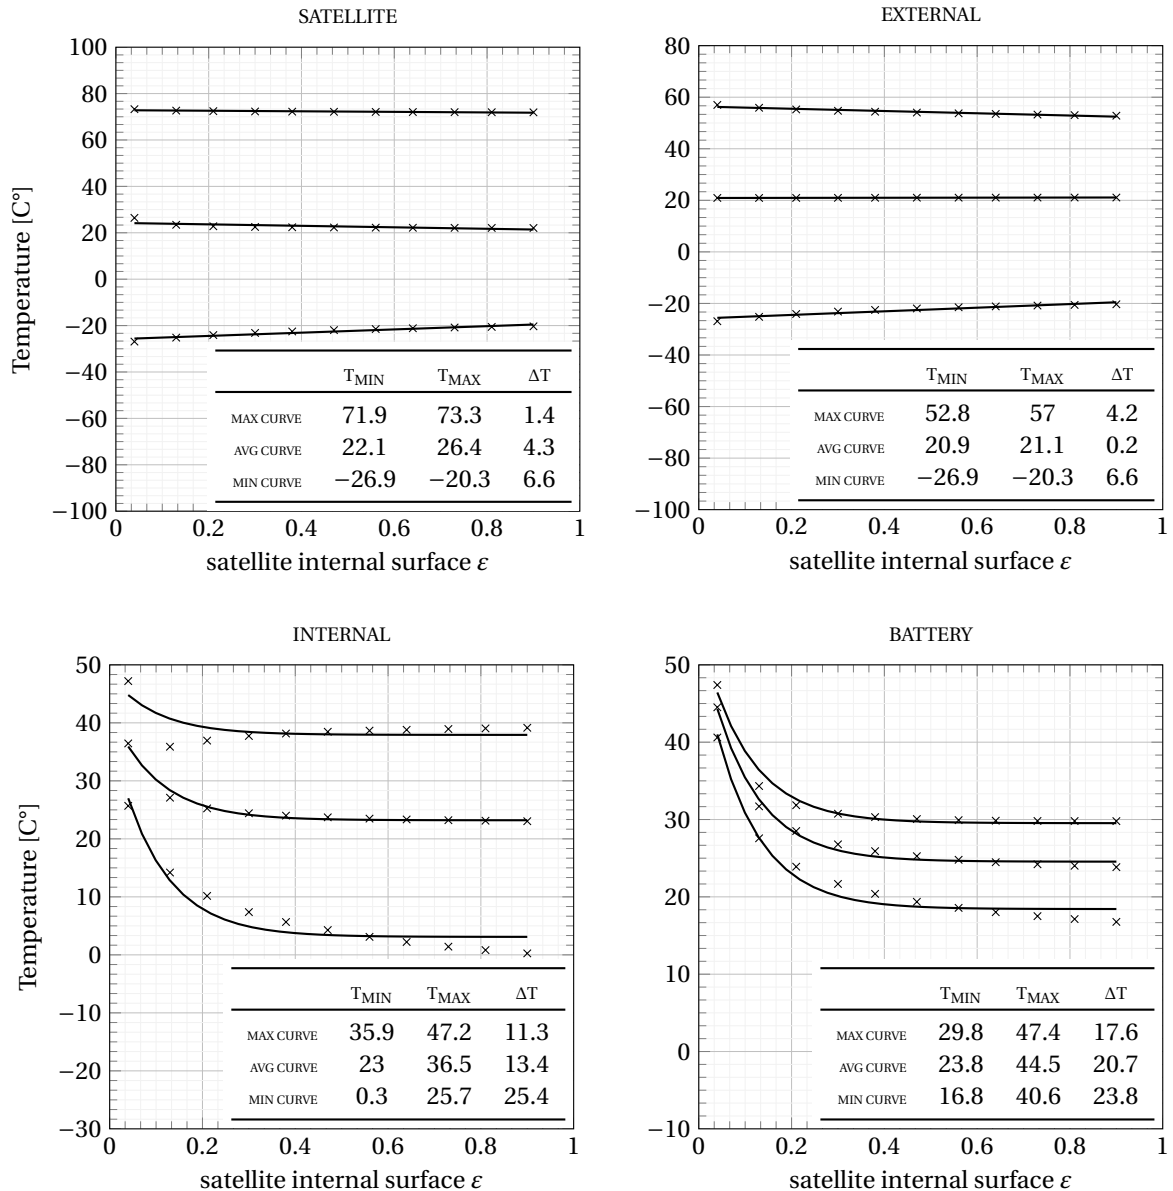 SATELLITE
100
80
60
40
20
0
−20
−40
−60
−80
−100
0 0.2 0.4 0.6 0.8 1
Temperature [C°]
satellite internal surface ε
T_MIN T_MAX ΔT
MAX CURVE 71.9 73.3 1.4
AVG CURVE 22.1 26.4 4.3
MIN CURVE −26.9 −20.3 6.6
EXTERNAL
80
60
40
20
0
−20
−40
−60
−80
−100
0 0.2 0.4 0.6 0.8 1
satellite internal surface ε
T_MIN T_MAX ΔT
MAX CURVE 52.8 57 4.2
AVG CURVE 20.9 21.1 0.2
MIN CURVE −26.9 −20.3 6.6
INTERNAL
50
40
30
20
10
0
−10
−20
−30
0 0.2 0.4 0.6 0.8 1
Temperature [C°]
satellite internal surface ε
T_MIN T_MAX ΔT
MAX CURVE 35.9 47.2 11.3
AVG CURVE 23 36.5 13.4
MIN CURVE 0.3 25.7 25.4
BATTERY
50
40
30
20
10
0
−10
0 0.2 0.4 0.6 0.8 1
satellite internal surface ε
T_MIN T_MAX ΔT
MAX CURVE 29.8 47.4 17.6
AVG CURVE 23.8 44.5 20.7
MIN CURVE 16.8 40.6 23.8